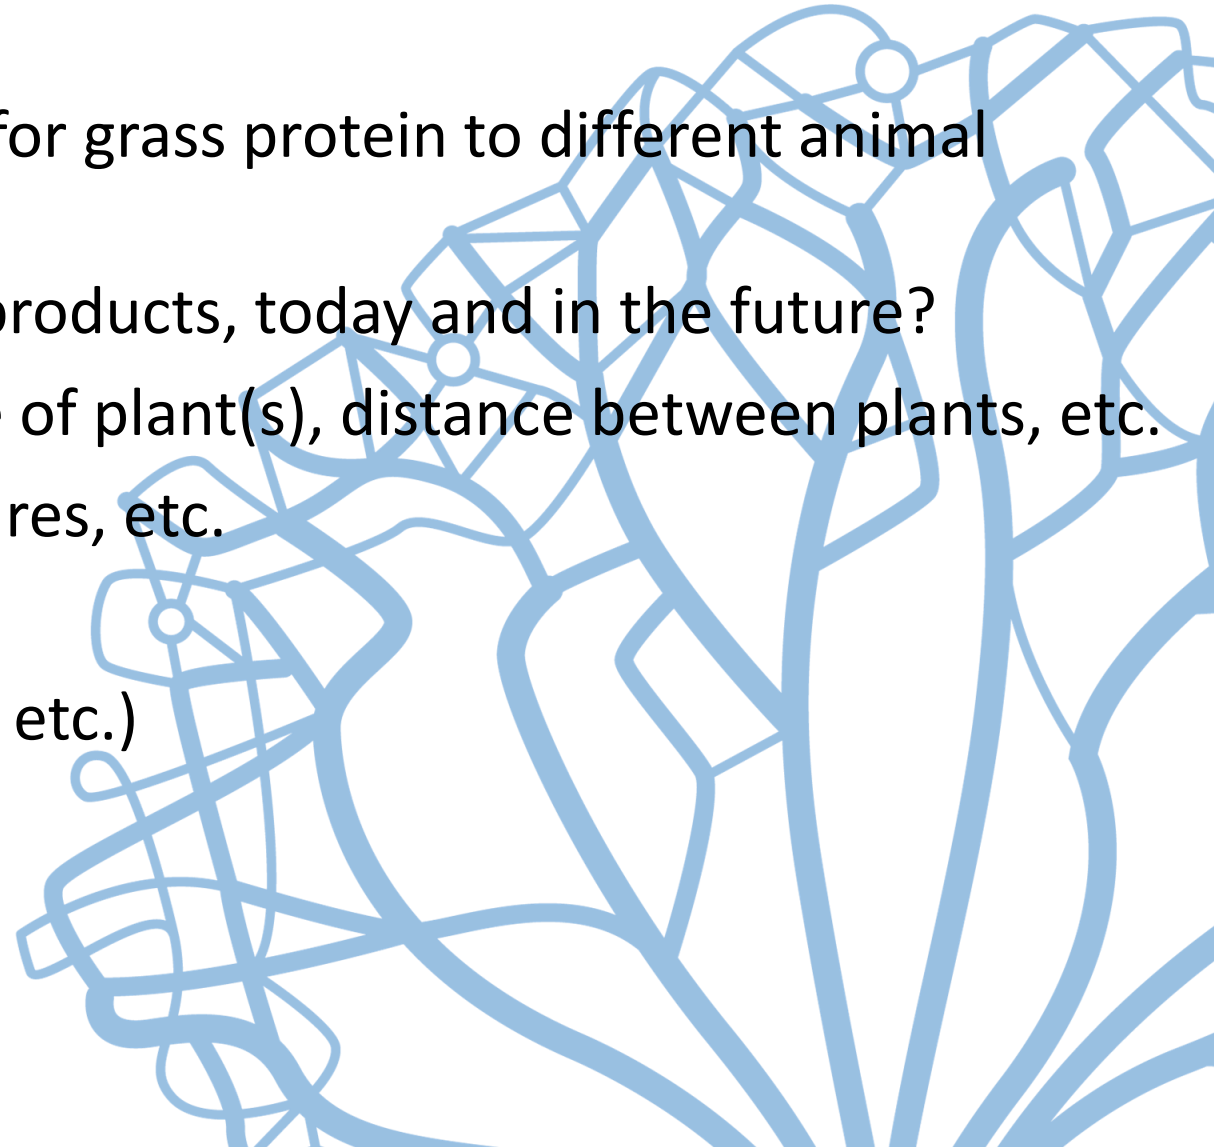 for grass protein to different animal
products, today and in the future?
of plant(s), distance between plants, etc.
res, etc.
etc.)